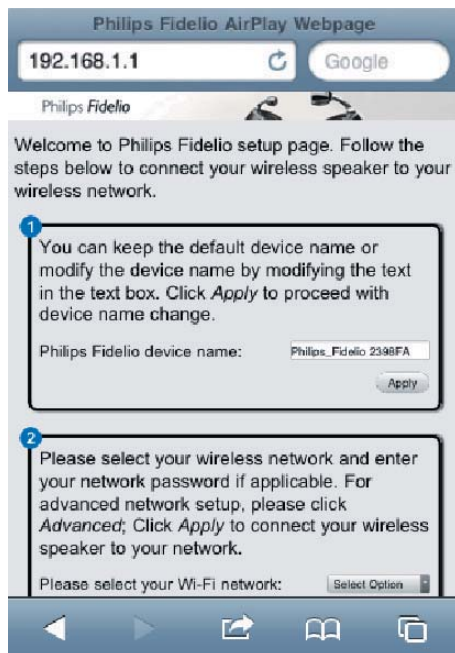 Philips Fidelio AirPlay Webpage
192.168.1.1
Google
Philips Fidelio
Welcome to Philips Fidelio setup page. Follow the
steps below to connect your wireless speaker to your
wireless network.
1
You can keep the default device name or
modify the device name by modifying the text
in the text box. Click Apply to proceed with
device name change.
Philips Fidelio device name: Philips_Fidelio 2398FA
Apply
2
Please select your wireless network and enter
your network password if applicable. For
advanced network setup, please click
Advanced; Click Apply to connect your wireless
speaker to your network.
Please select your Wi-Fi network: Select Option